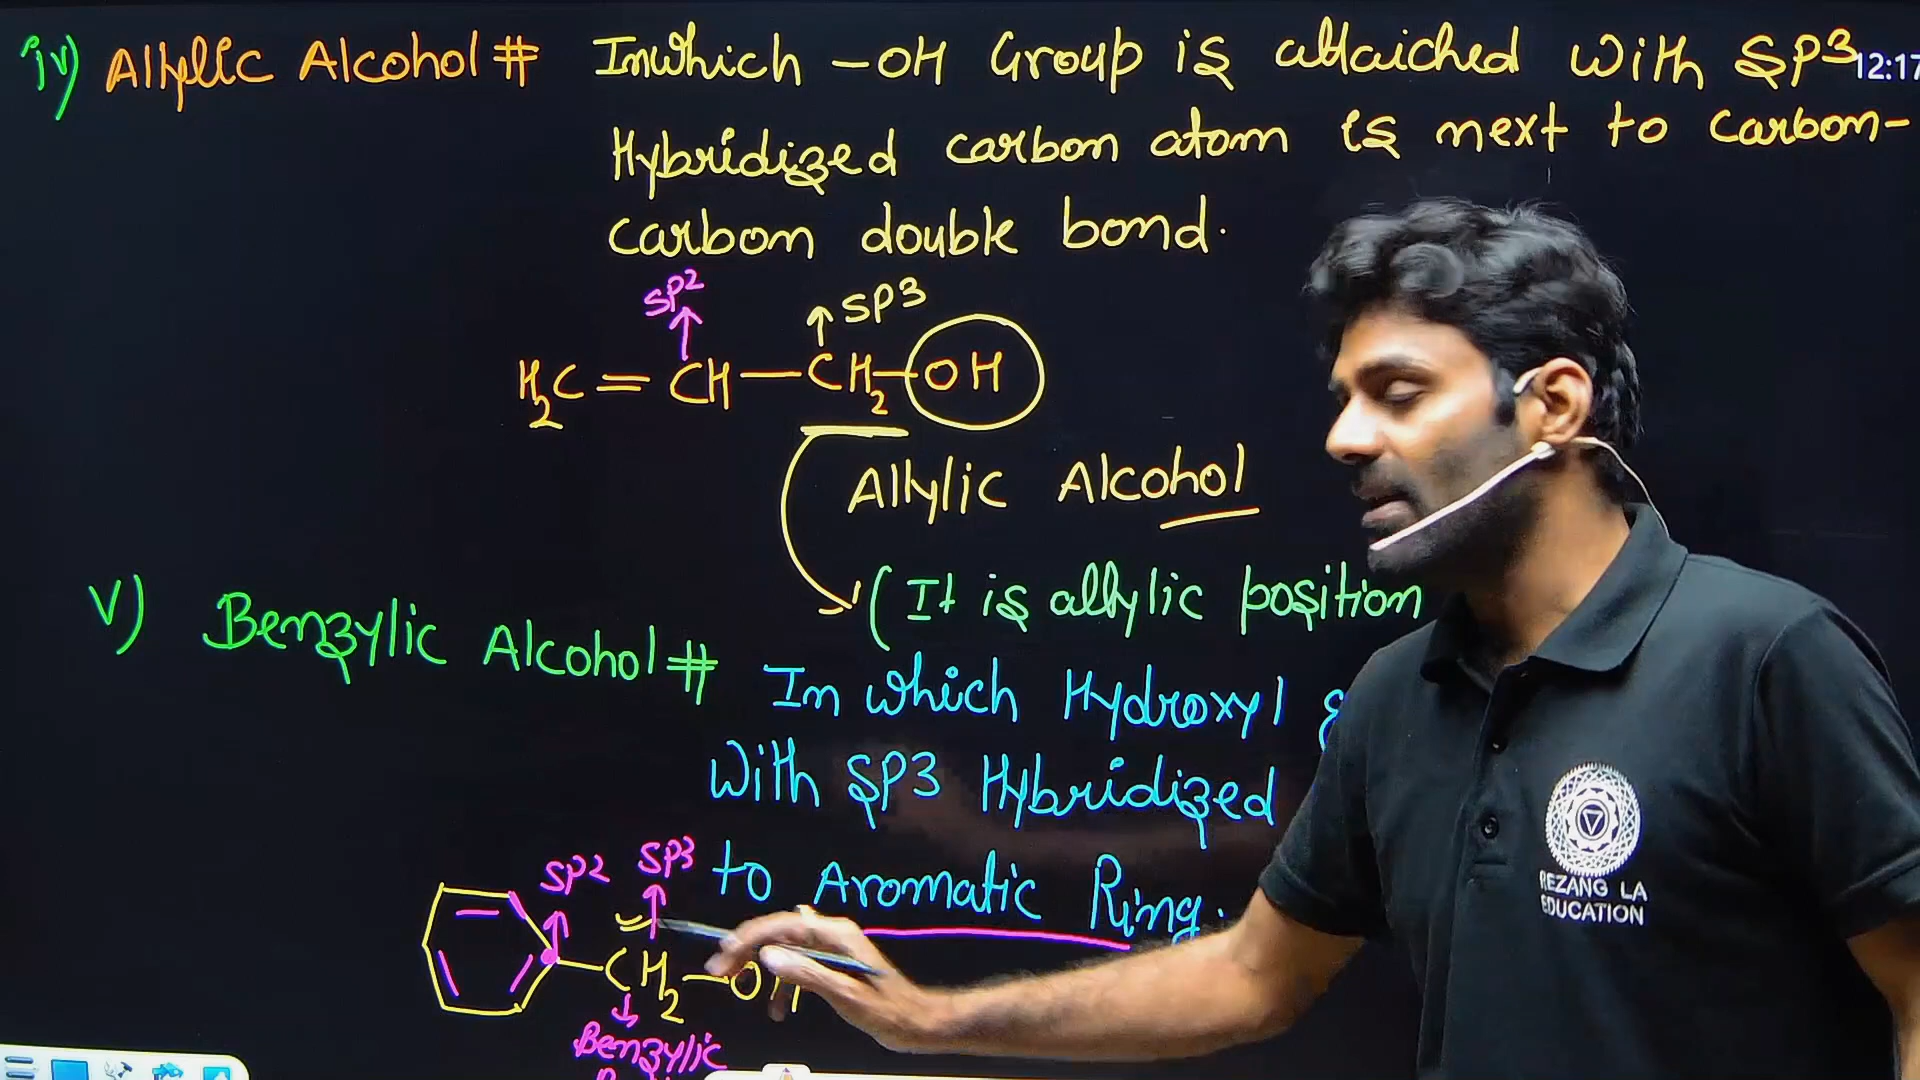 iv) Allylic Alcohol # Inwhich -OH Group is attaiched with SP3
12:17
Hybridized carbon atom is next to carbon-
carbon double bond.
SP2 SP3
H2C = CH — CH2 — OH
Allylic Alcohol
(It is allylic position
v) Benzylic Alcohol # In which Hydroxyl
with SP3 Hybridized
to Aromatic Ring.
SP2 SP3
CH2 — OH
Benzylic
REZANG LA
EDUCATION